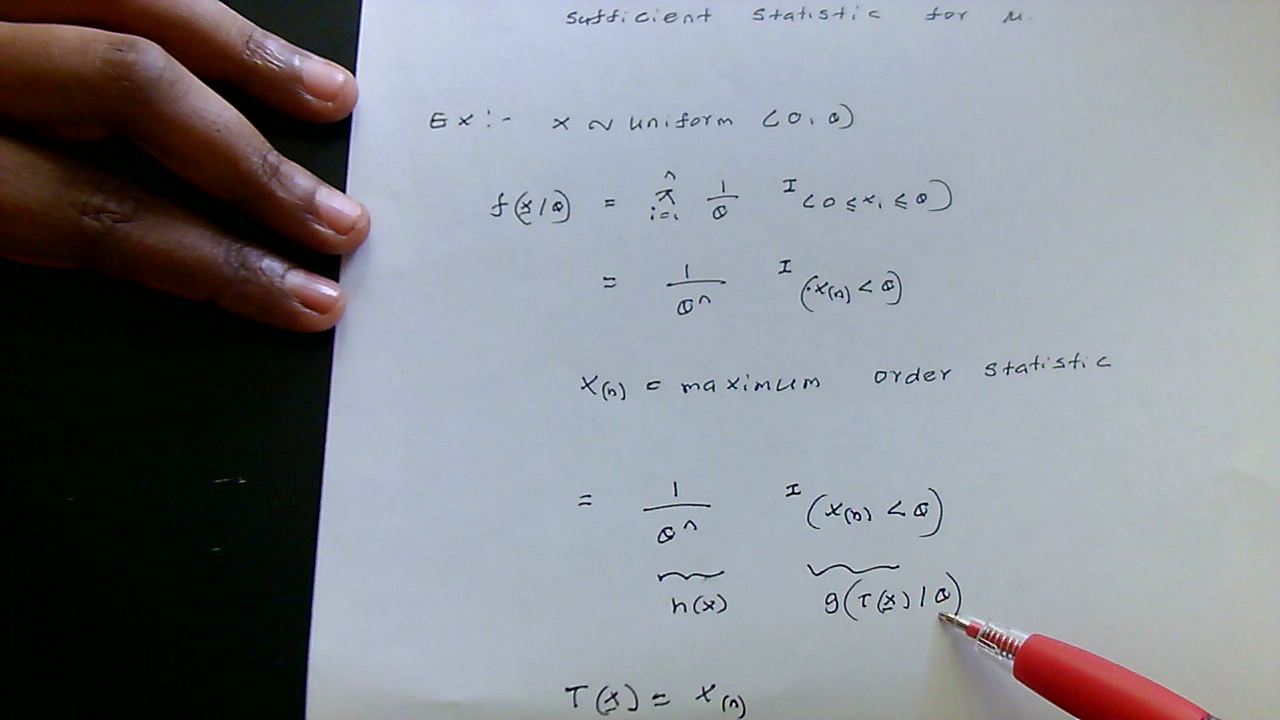 sufficient statistic for μ.
Ex:- x ~ uniform (0, θ)
f(x̲|θ) = ∏ⁿᵢ₌₁ 1/θ I(0 ≤ xᵢ ≤ θ)
= 1/θⁿ I(x₍ₙ₎ < θ)
X₍ₙ₎ = maximum order statistic
= 1/θⁿ I(x₍ₙ₎ < θ)
h(x) g(T(x̲)|θ)
T(x̲) = X₍ₙ₎